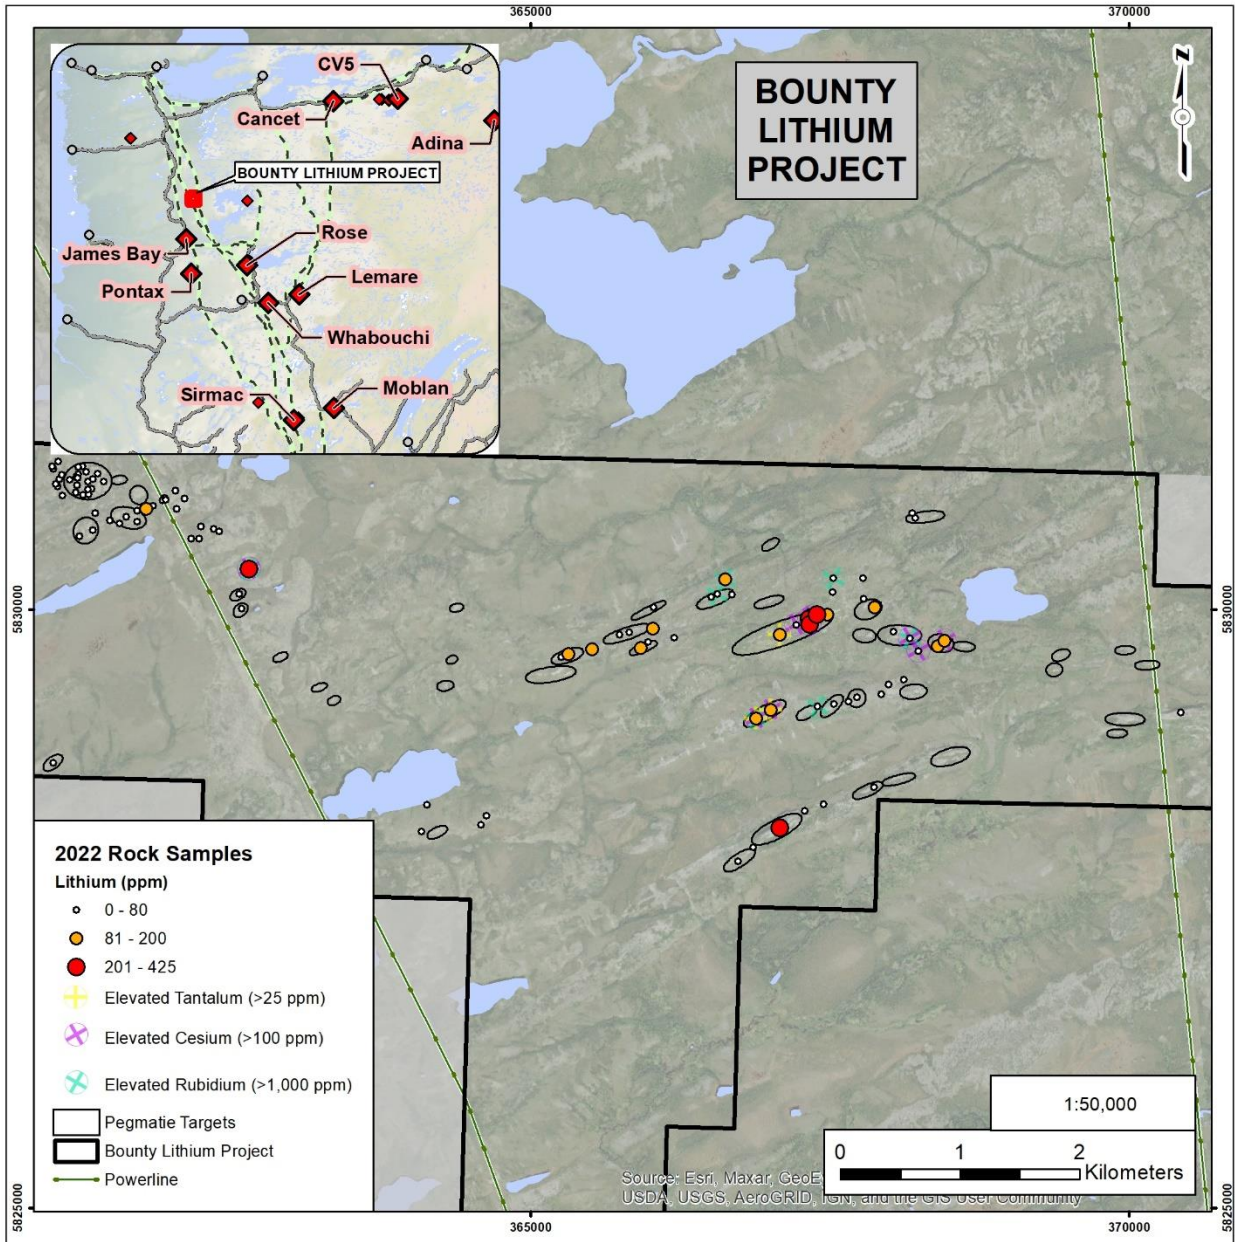 365000
370000
BOUNTY
LITHIUM
PROJECT
N
CV5
Cancet
Adina
BOUNTY LITHIUM PROJECT
James Bay
Rose
Pontax
Lemare
Whabouchi
Sirmac
Moblan
5830000
5830000
2022 Rock Samples
Lithium (ppm)
0 - 80
81 - 200
201 - 425
Elevated Tantalum (>25 ppm)
Elevated Cesium (>100 ppm)
Elevated Rubidium (>1,000 ppm)
Pegmatie Targets
Bounty Lithium Project
Powerline
1:50,000
0 1 2
Kilometers
Source: Esri, Maxar, GeoEy
USDA, USGS, AeroGRID, IGN, and the GIS User Community
5825000
5825000
365000
370000